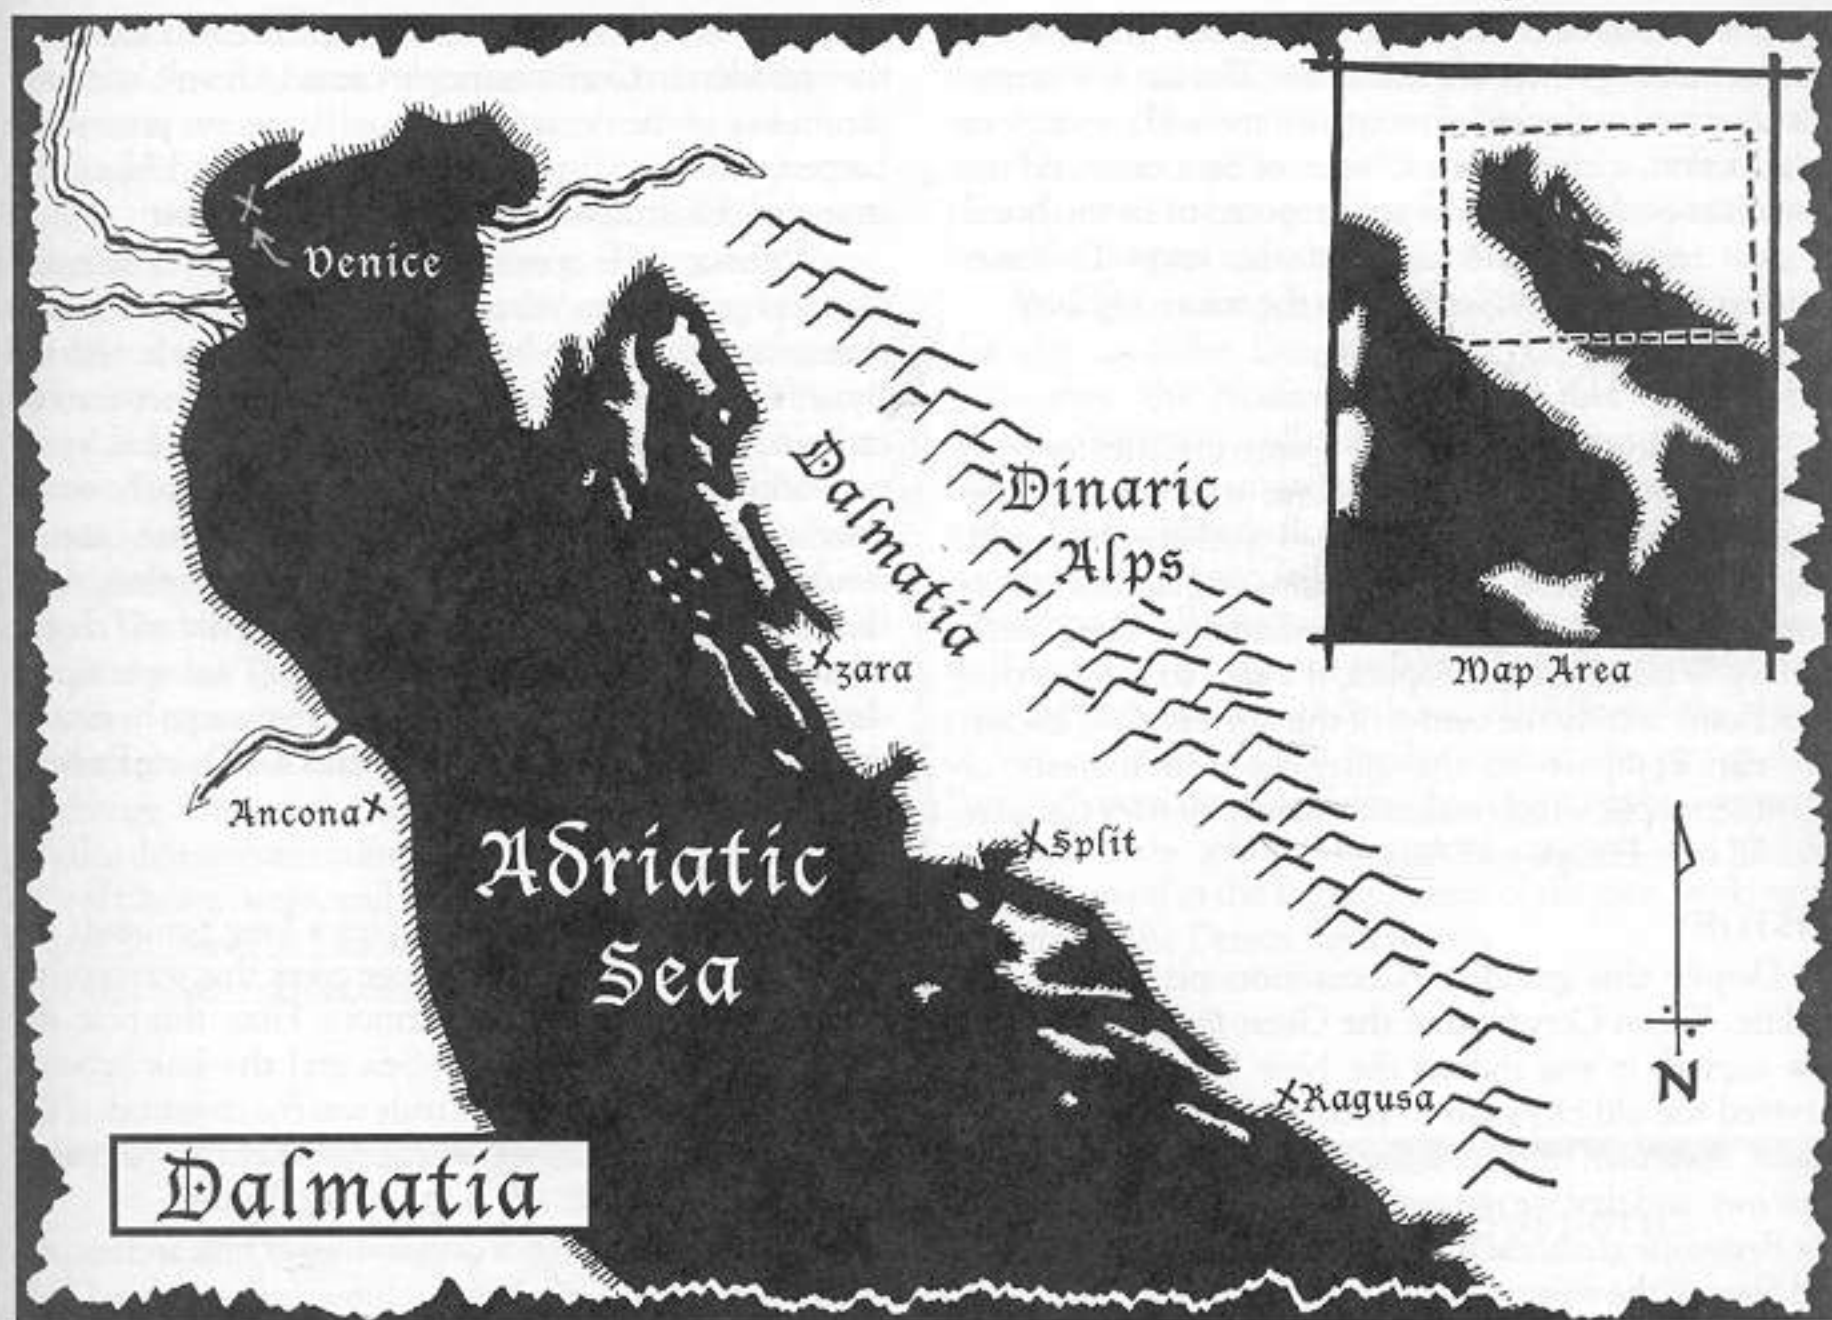 Venice
Dalmatia
Dinaric
Alps
zara
Map Area
Ancona
Split
Adriatic
Sea
Ragusa
N
Dalmatia